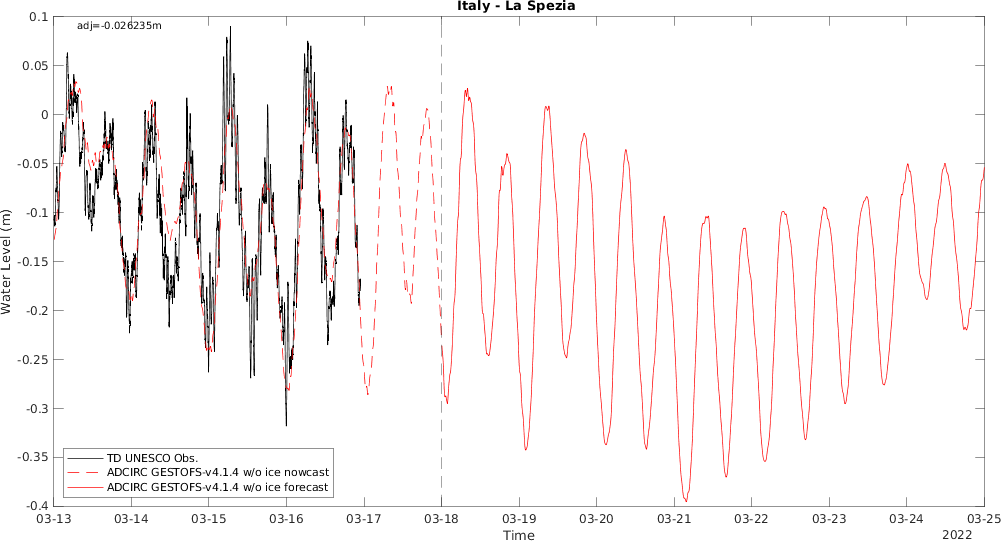 Italy - La Spezia
adj=-0.026235m
0.1
0.05
0
-0.05
-0.1
-0.15
-0.2
-0.25
-0.3
-0.35
-0.4
Water Level (m)
TD UNESCO Obs.
ADCIRC GESTOFS-v4.1.4 w/o ice nowcast
ADCIRC GESTOFS-v4.1.4 w/o ice forecast
03-13 03-14 03-15 03-16 03-17 03-18 03-19 03-20 03-21 03-22 03-23 03-24 03-25
Time
2022